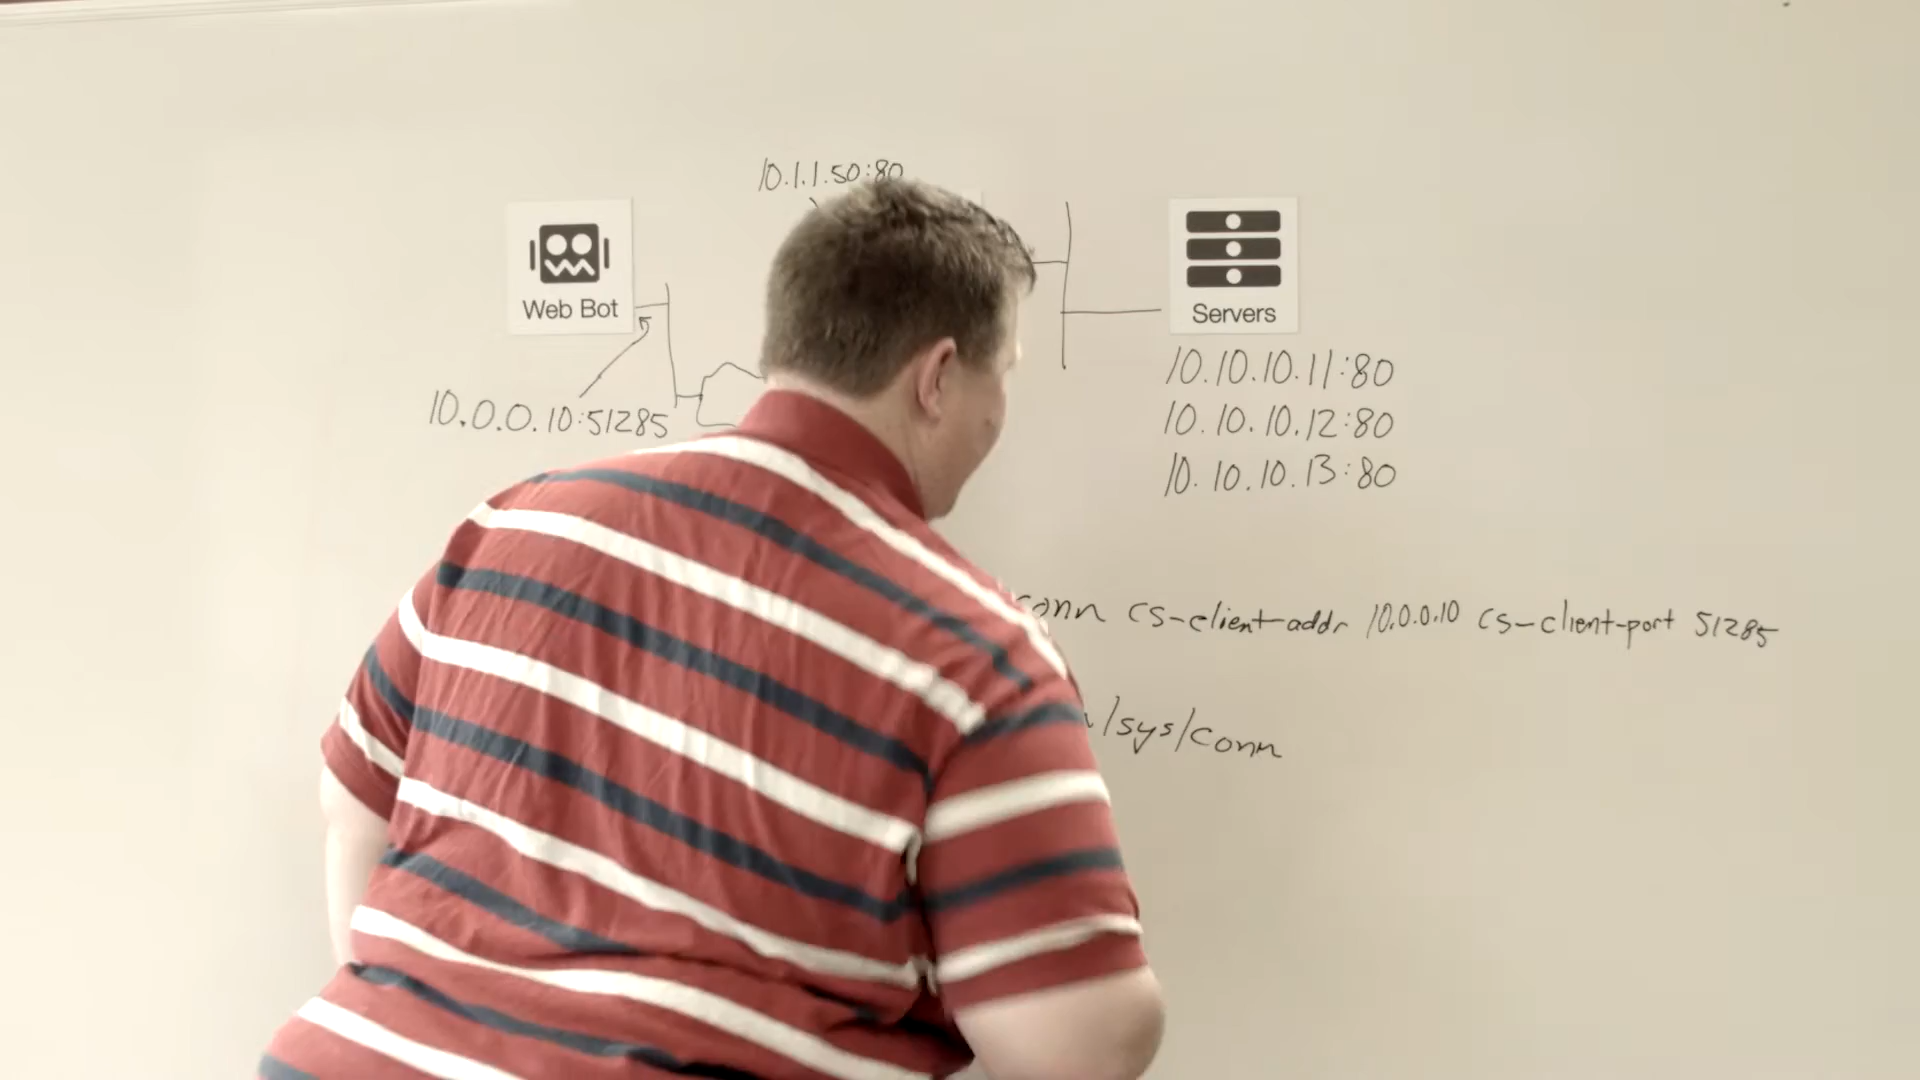 10.1.1.50:80
Web Bot
Servers
10.0.0.10:51285
10.10.10.11:80
10.10.10.12:80
10.10.10.13:80
conn cs-client-addr 10.0.0.10 cs-client-port 51285
/sys/conn